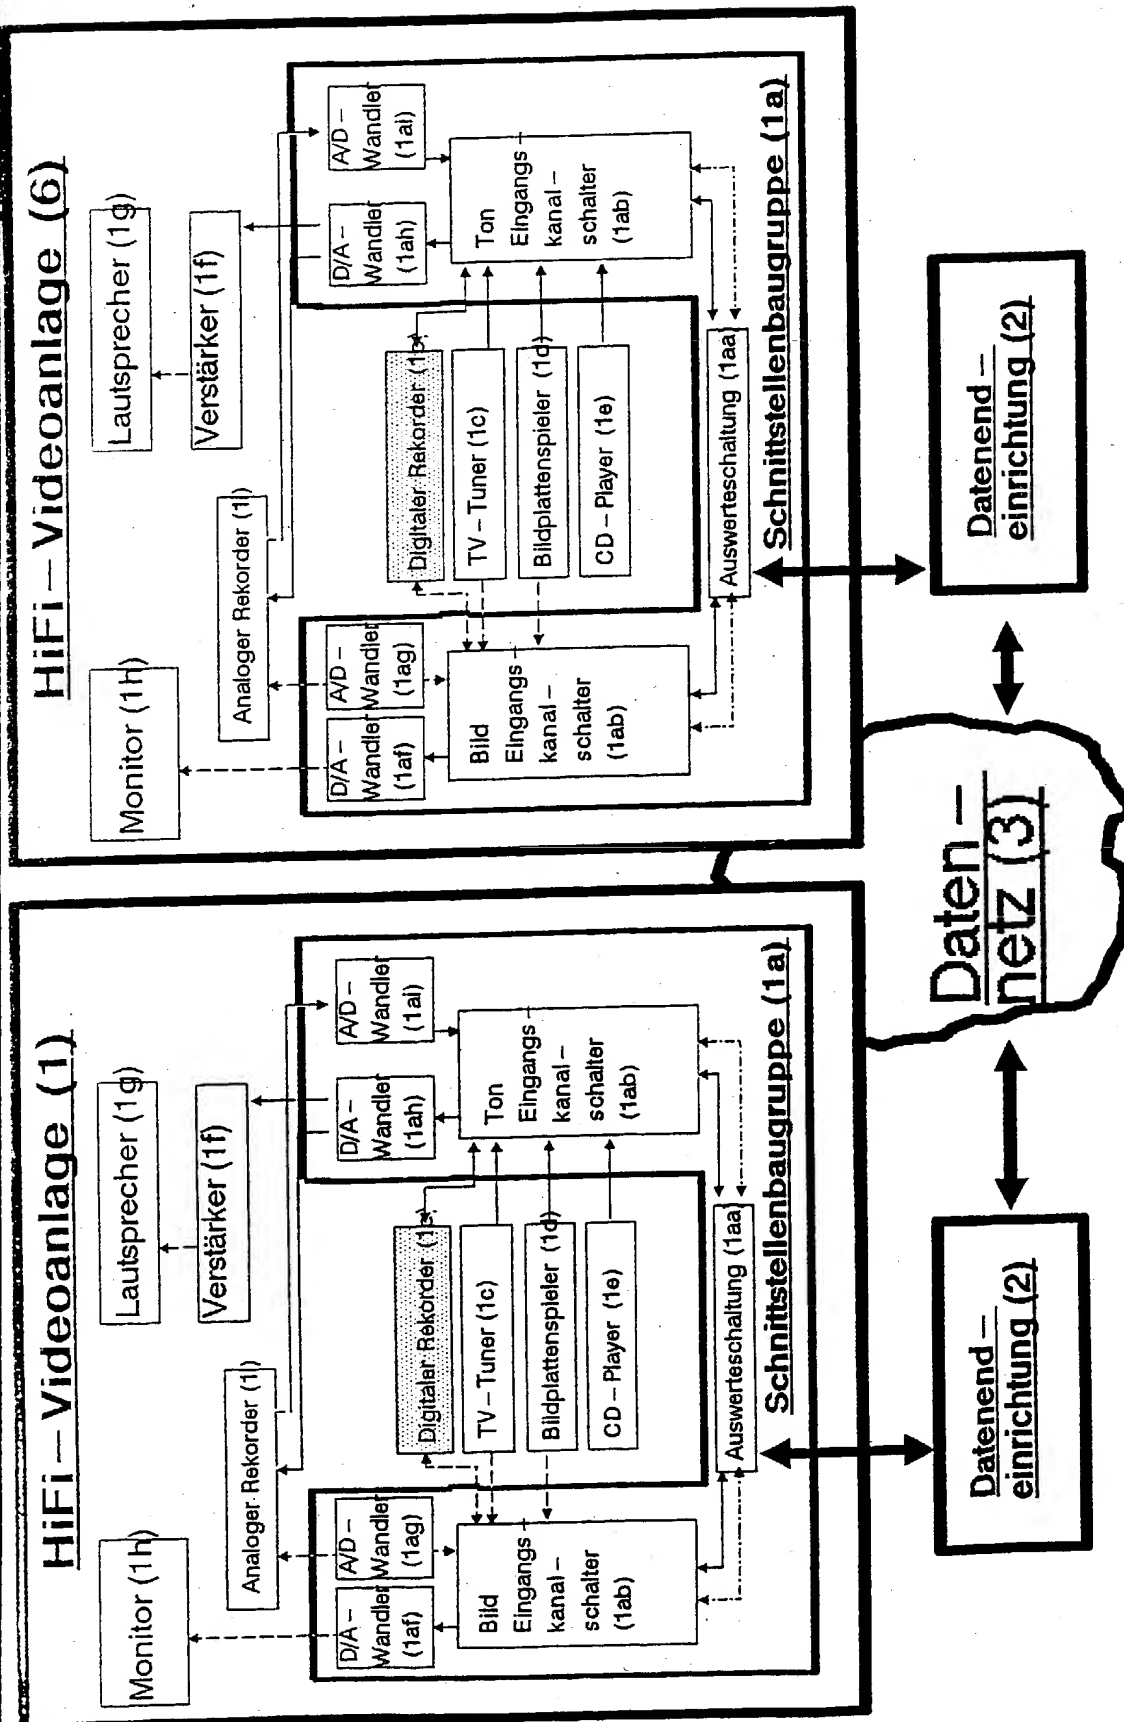 HiFi – Videoanlage (1)
Monitor (1h)
Lautsprecher (1g)
Verstärker (1f)
Analoger Rekorder (1i)
D/A –
Wandler
(1af)
A/D –
Wandler
(1ag)
D/A –
Wandler
(1ah)
A/D –
Wandler
(1ai)
Digitaler Rekorder
TV – Tuner (1c)
Bildplattenspieler (1d)
CD – Player (1e)
Bild
Eingangs –
kanal –
schalter
(1ab)
Ton
Eingangs –
kanal –
schalter
(1ab)
Auswerteschaltung (1aa)
Schnittstellenbaugruppe (1a)
Datenend –
einrichtung (2)
HiFi – Videoanlage (6)
Monitor (1h)
Lautsprecher (1g)
Verstärker (1f)
Analoger Rekorder (1i)
D/A –
Wandler
(1af)
A/D –
Wandler
(1ag)
D/A –
Wandler
(1ah)
A/D –
Wandler
(1ai)
Digitaler Rekorder
TV – Tuner (1c)
Bildplattenspieler (1d)
CD – Player (1e)
Bild
Eingangs –
kanal –
schalter
(1ab)
Ton
Eingangs –
kanal –
schalter
(1ab)
Auswerteschaltung (1aa)
Schnittstellenbaugruppe (1a)
Datenend –
einrichtung (2)
Daten –
netz (3)